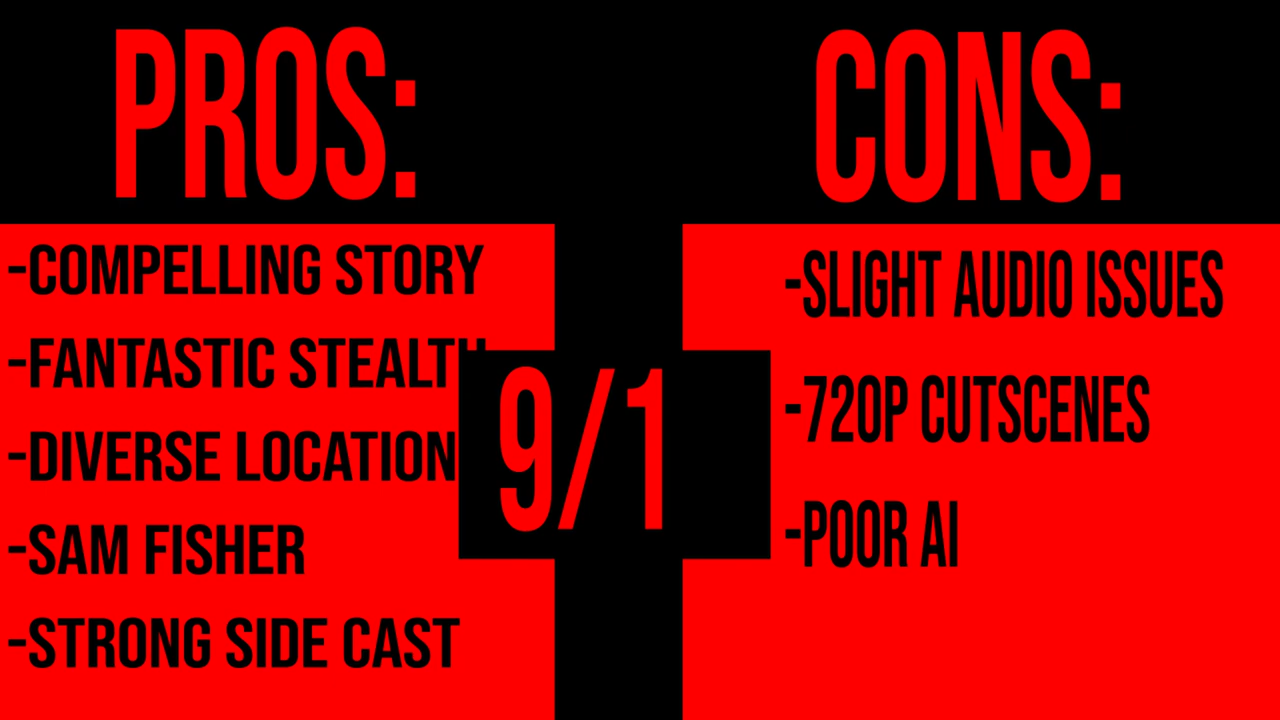 PROS:
-COMPELLING STORY
-FANTASTIC STEALTH
-DIVERSE LOCATION
-SAM FISHER
-STRONG SIDE CAST
9/1
CONS:
-SLIGHT AUDIO ISSUES
-720P CUTSCENES
-POOR AI